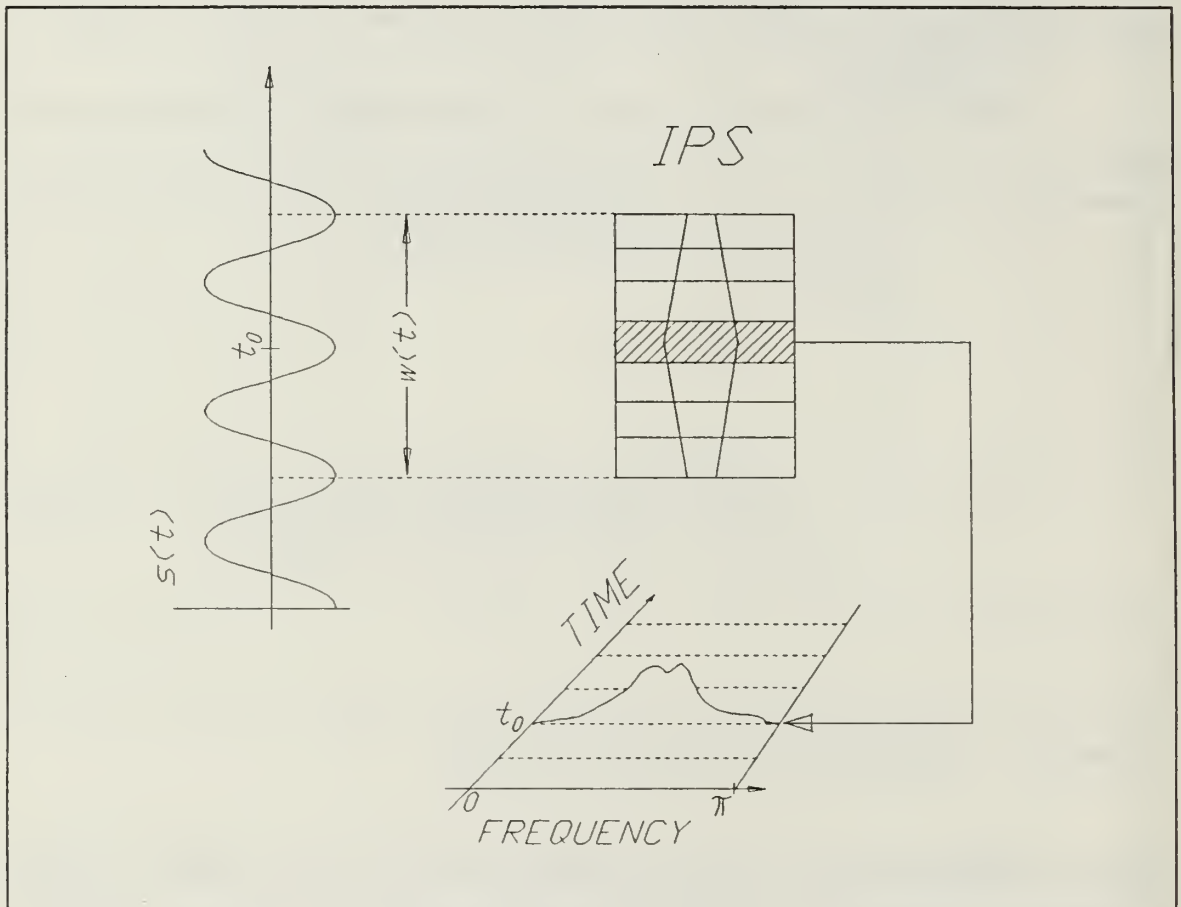 IPS
t₀
w(t)
s(t)
TIME
t₀
0
π
FREQUENCY